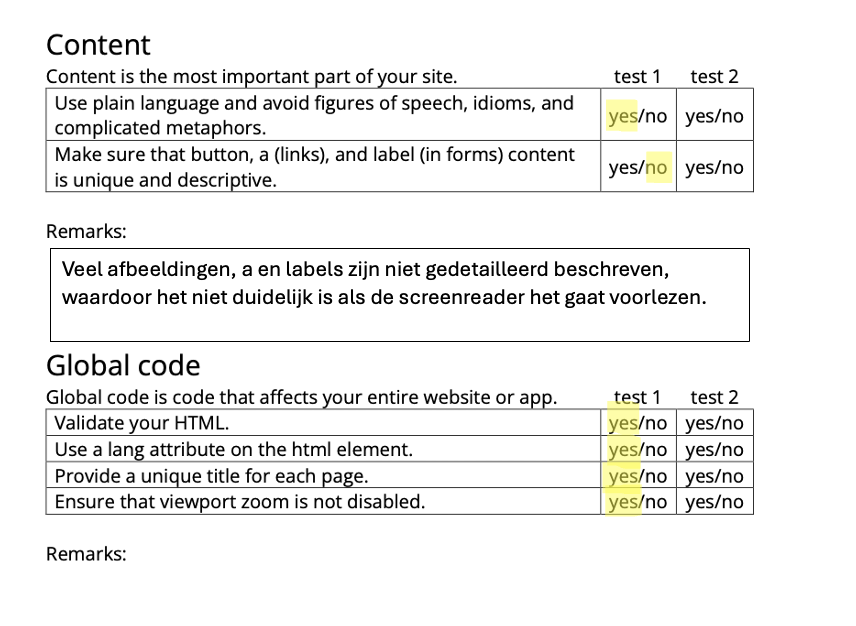 Content
Content is the most important part of your site. test 1 test 2
Use plain language and avoid figures of speech, idioms, and
complicated metaphors. yes/no yes/no
Make sure that button, a (links), and label (in forms) content
is unique and descriptive. yes/no yes/no
Remarks:
Veel afbeeldingen, a en labels zijn niet gedetailleerd beschreven,
waardoor het niet duidelijk is als de screenreader het gaat voorlezen.
Global code
Global code is code that affects your entire website or app. test 1 test 2
Validate your HTML. yes/no yes/no
Use a lang attribute on the html element. yes/no yes/no
Provide a unique title for each page. yes/no yes/no
Ensure that viewport zoom is not disabled. yes/no yes/no
Remarks: